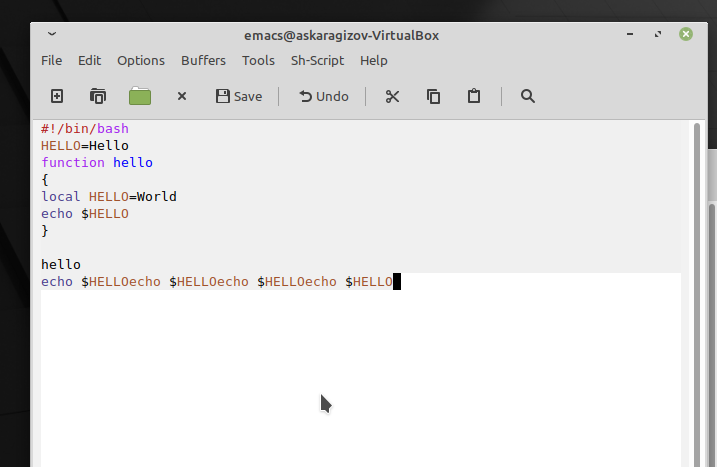 emacs@askaragizov-VirtualBox
File Edit Options Buffers Tools Sh-Script Help
Save Undo
#!/bin/bash
HELLO=Hello
function hello
{
local HELLO=World
echo $HELLO
}
hello
echo $HELLOecho $HELLOecho $HELLOecho $HELLO